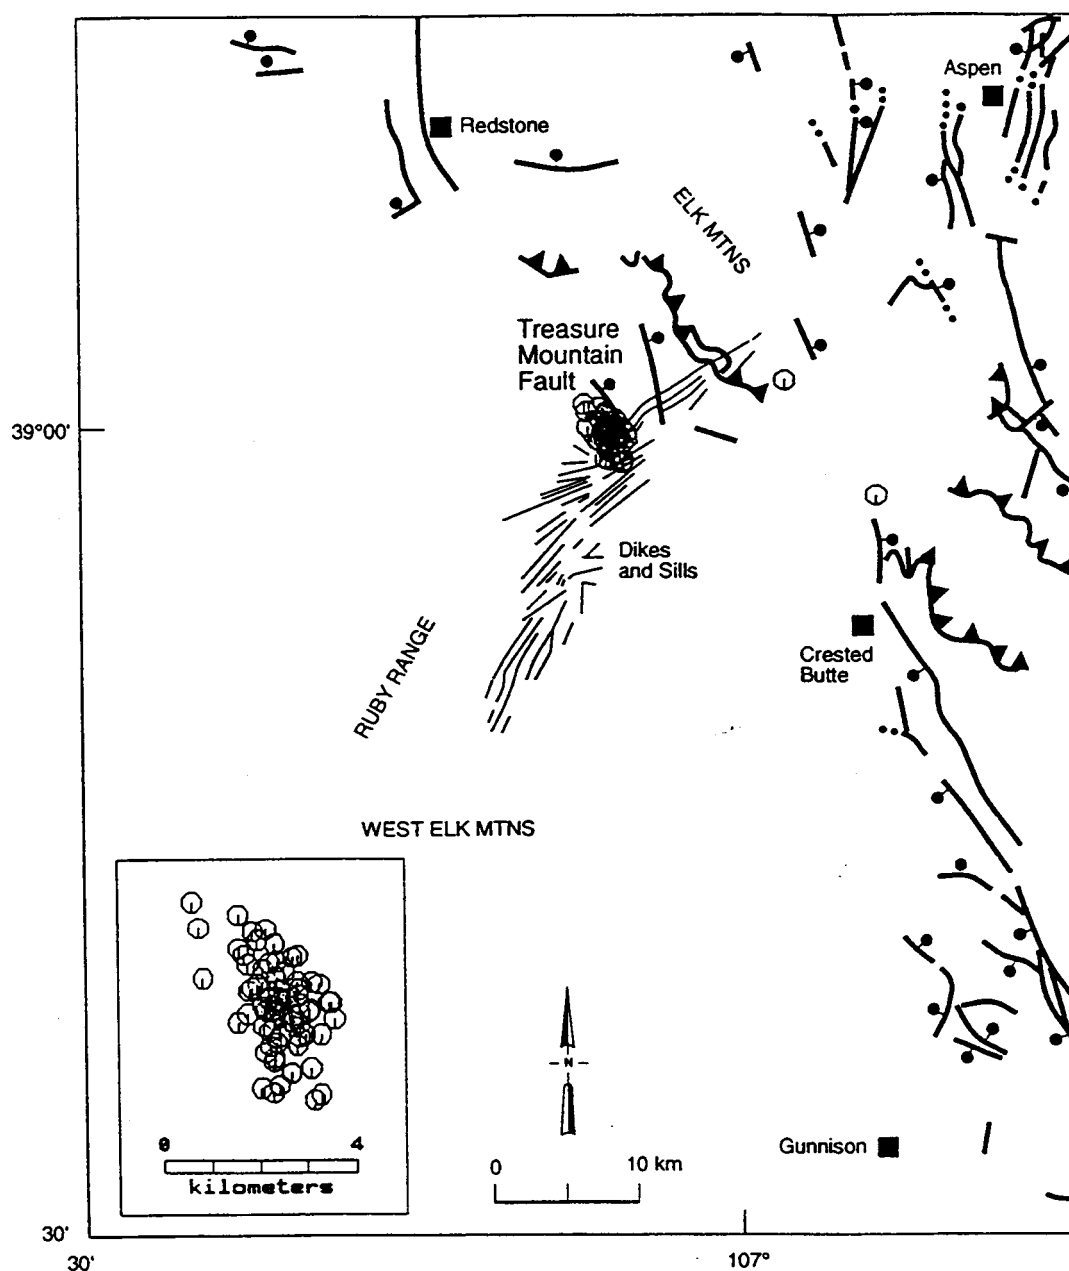 Aspen
Redstone
ELK MTNS
Treasure
Mountain
Fault
39°00'
Dikes
and Sills
RUBY RANGE
Crested
Butte
WEST ELK MTNS
N
0 4
kilometers
0 10 km
Gunnison
30'
30'
107°